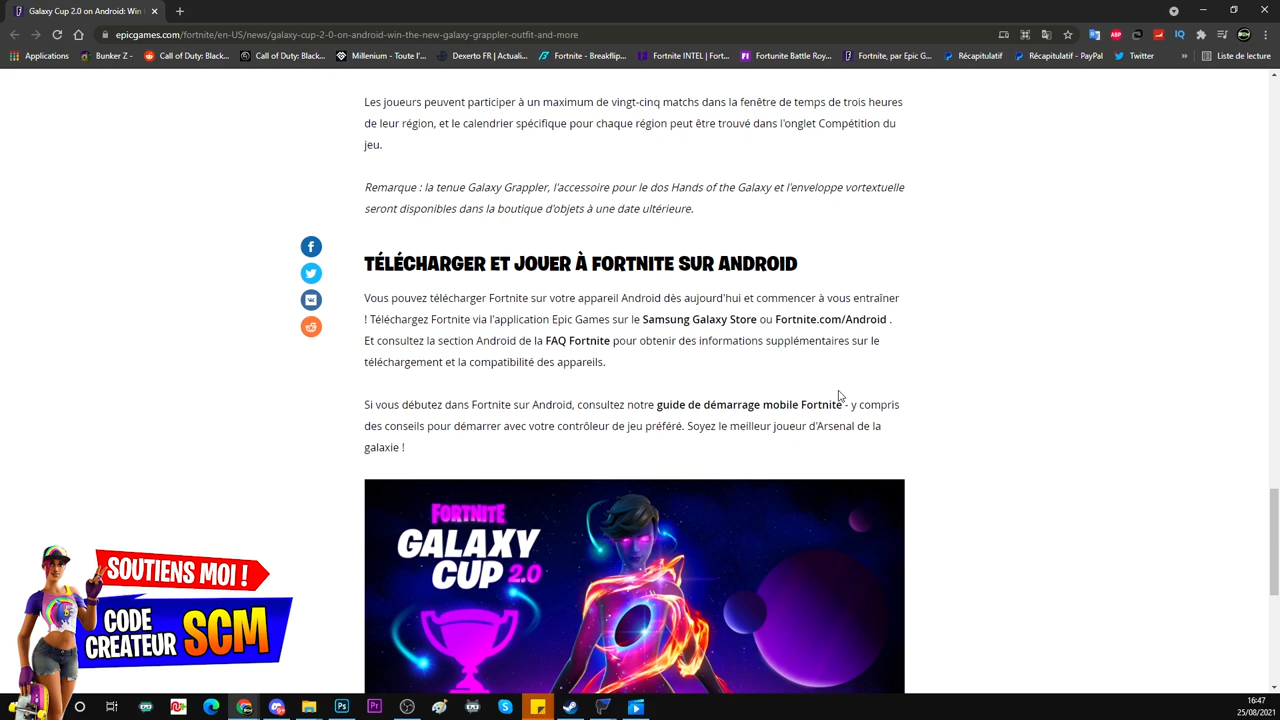 Galaxy Cup 2.0 on Android: Win
epicgames.com/fortnite/en-US/news/galaxy-cup-2-0-on-android-win-the-new-galaxy-grappler-outfit-and-more
Applications
Bunker Z -
Call of Duty: Black...
Call of Duty: Black...
Millenium - Toute l'...
Dexerto FR | Actuali...
Fortnite - Breakflip...
Fortnite INTEL | Fort...
Fortunite Battle Roy...
Fortnite, par Epic G...
Récapitulatif
Récapitulatif - PayPal
Twitter
»
Liste de lecture
Les joueurs peuvent participer à un maximum de vingt-cinq matchs dans la fenêtre de temps de trois heures
de leur région, et le calendrier spécifique pour chaque région peut être trouvé dans l'onglet Compétition du
jeu.
Remarque : la tenue Galaxy Grappler, l'accessoire pour le dos Hands of the Galaxy et l'enveloppe vortextuelle
seront disponibles dans la boutique d'objets à une date ultérieure.
TÉLÉCHARGER ET JOUER À FORTNITE SUR ANDROID
Vous pouvez télécharger Fortnite sur votre appareil Android dès aujourd'hui et commencer à vous entraîner
! Téléchargez Fortnite via l'application Epic Games sur le Samsung Galaxy Store ou Fortnite.com/Android .
Et consultez la section Android de la FAQ Fortnite pour obtenir des informations supplémentaires sur le
téléchargement et la compatibilité des appareils.
Si vous débutez dans Fortnite sur Android, consultez notre guide de démarrage mobile Fortnite - y compris
des conseils pour démarrer avec votre contrôleur de jeu préféré. Soyez le meilleur joueur d'Arsenal de la
galaxie !
FORTNITE
GALAXY
CUP 2.0
SOUTIENS MOI !
CODE
CREATEUR SCM
16:47
25/08/2021